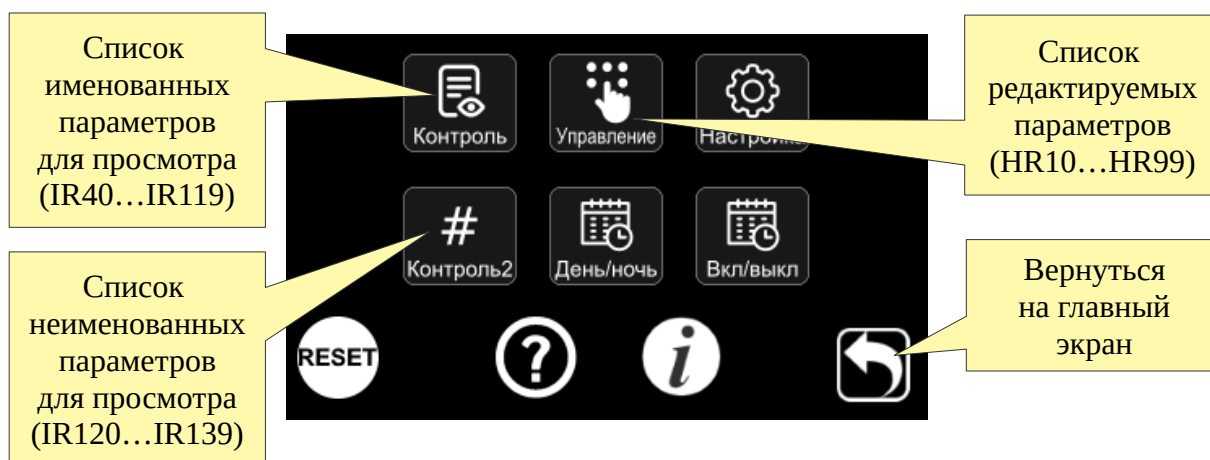 Список
именованных
параметров
для просмотра
(IR40…IR119)
Список
редактируемых
параметров
(HR10…HR99)
Контроль
Управление
Контроль2
День/ночь
Вкл/выкл
Список
неименованных
параметров
для просмотра
(IR120…IR139)
Вернуться
на главный
экран
RESET
?
i